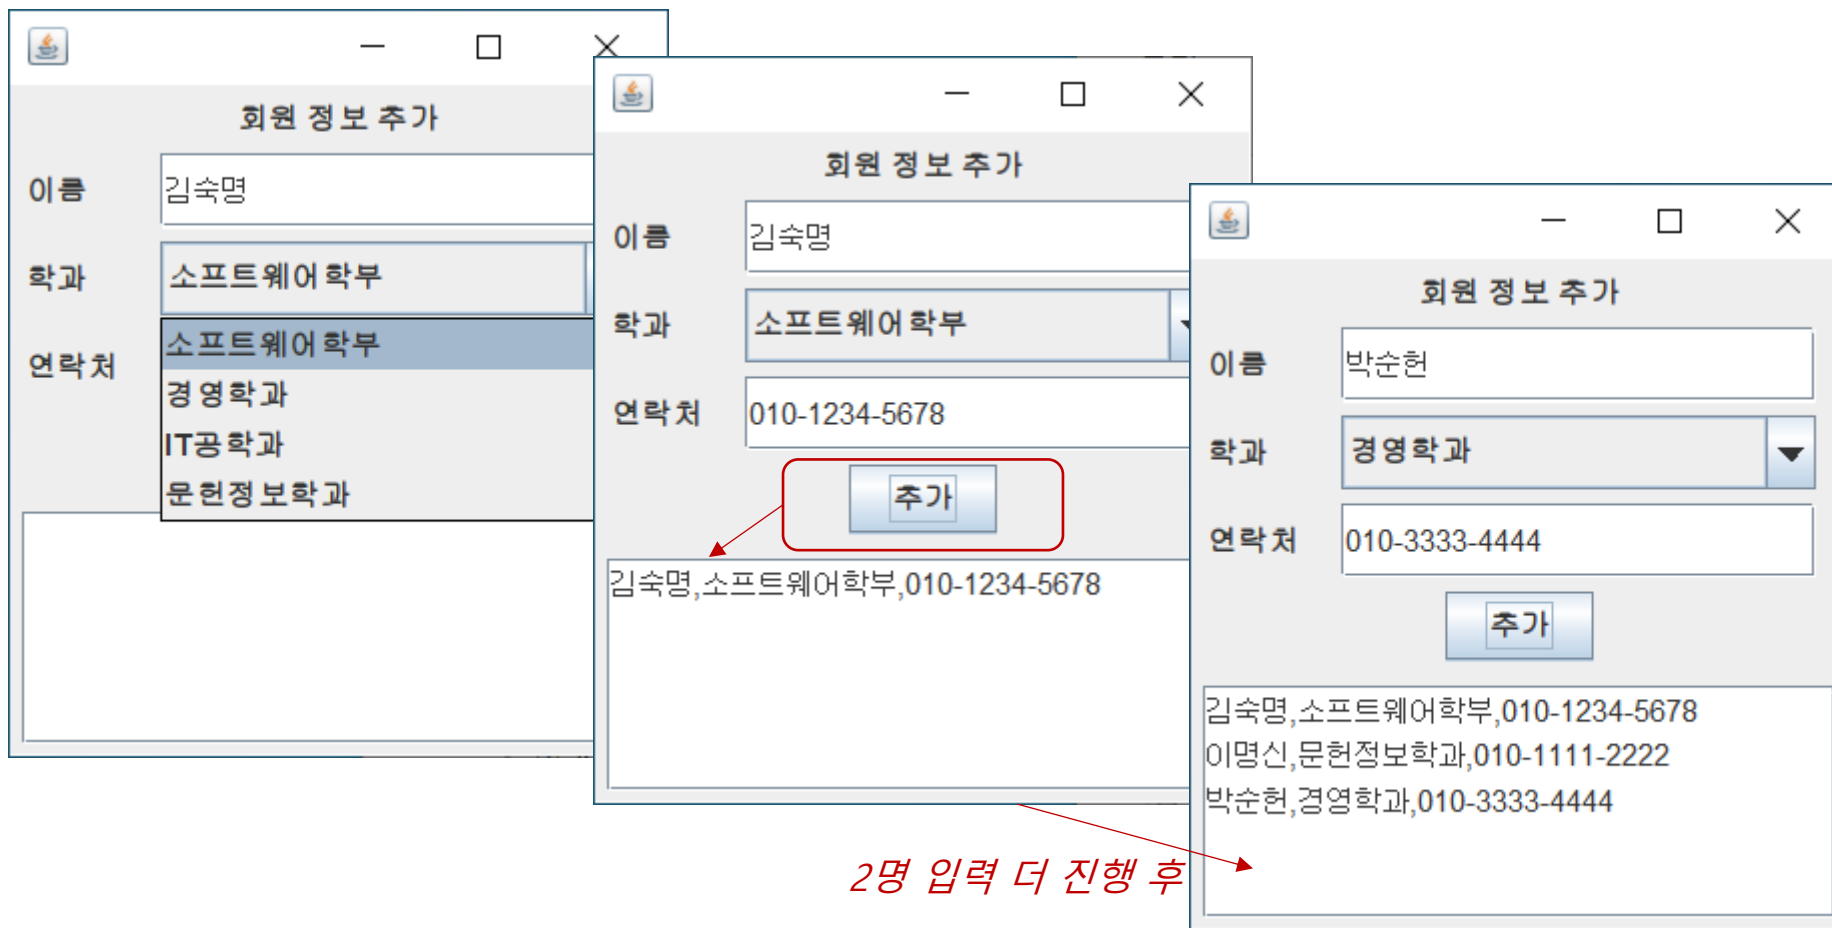 회원 정보 추가
이름
김숙명
학과
소프트웨어학부
소프트웨어학부
경영학과
IT공학과
문헌정보학과
연락처
회원 정보 추가
이름
김숙명
학과
소프트웨어학부
연락처
010-1234-5678
추가
김숙명,소프트웨어학부,010-1234-5678
2명 입력 더 진행 후
회원 정보 추가
이름
박순헌
학과
경영학과
연락처
010-3333-4444
추가
김숙명,소프트웨어학부,010-1234-5678
이명신,문헌정보학과,010-1111-2222
박순헌,경영학과,010-3333-4444